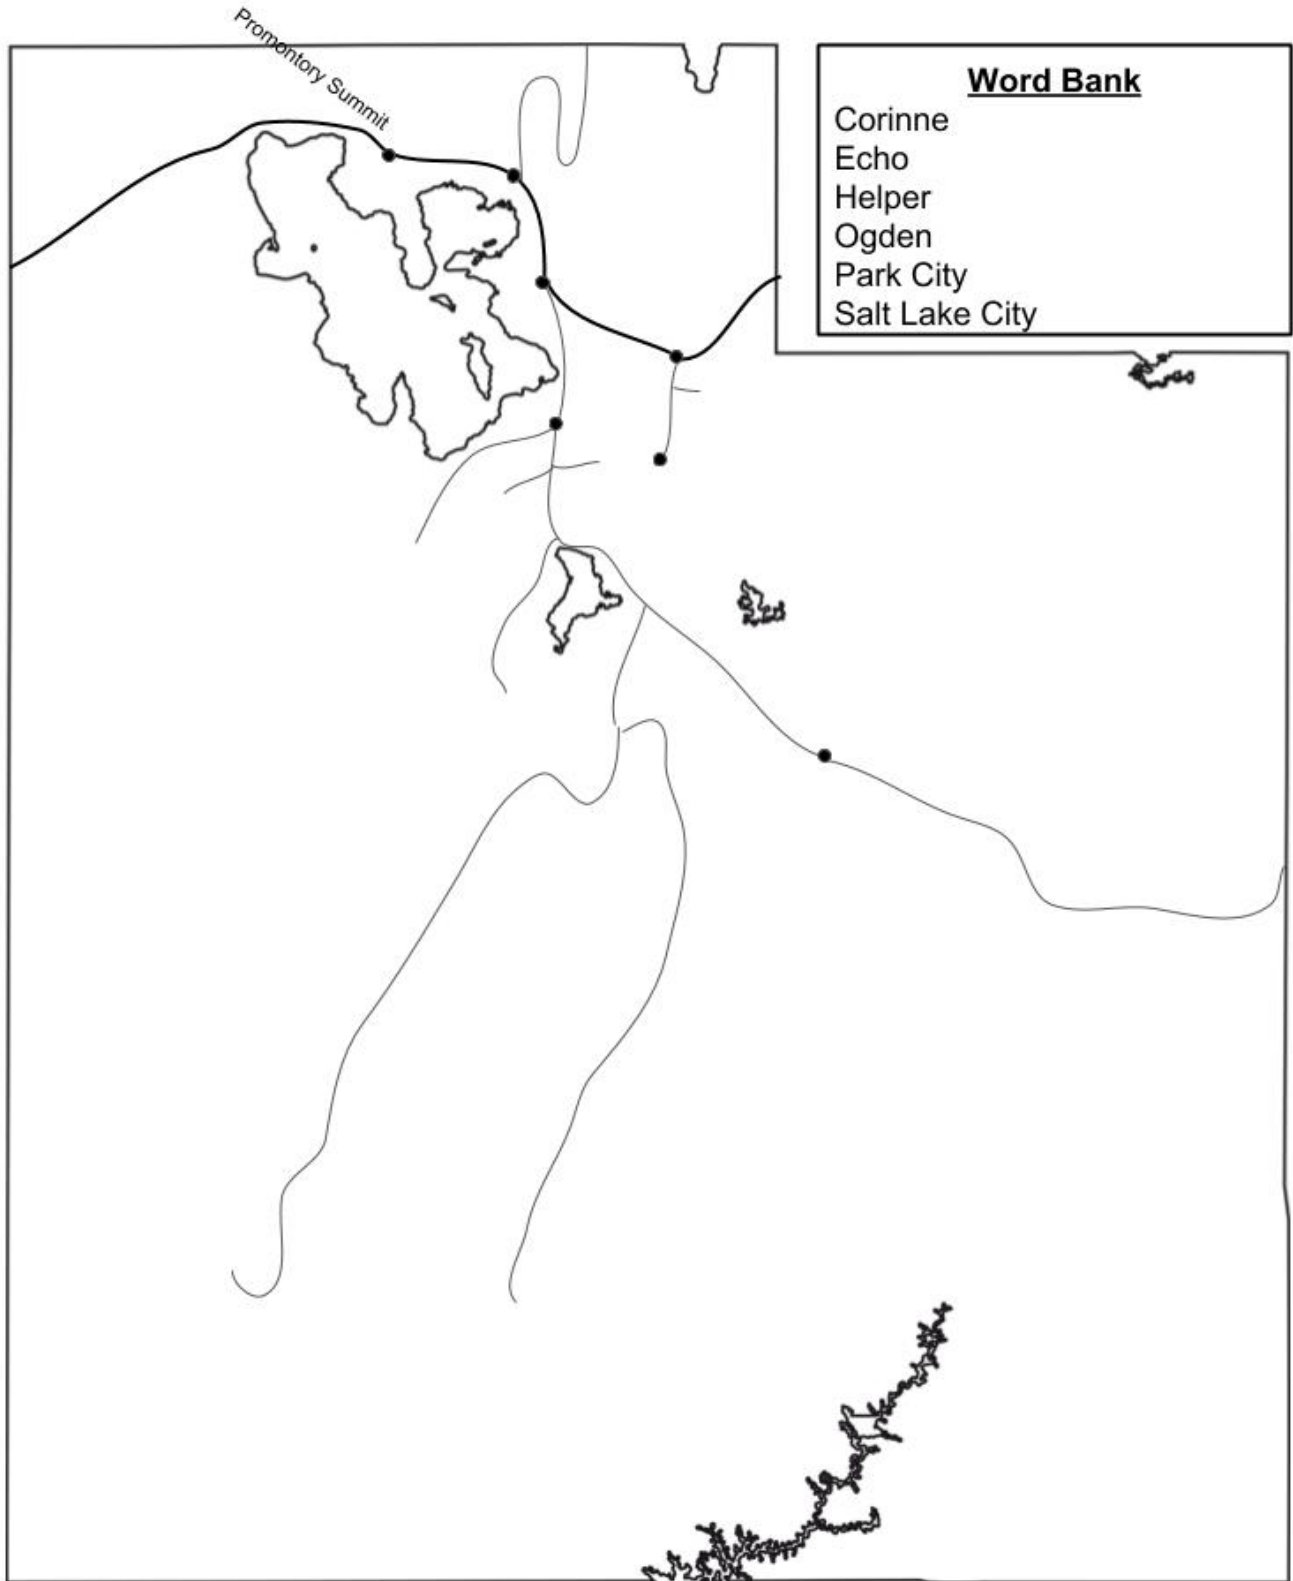 Promontory Summit
Word Bank
Corinne
Echo
Helper
Ogden
Park City
Salt Lake City